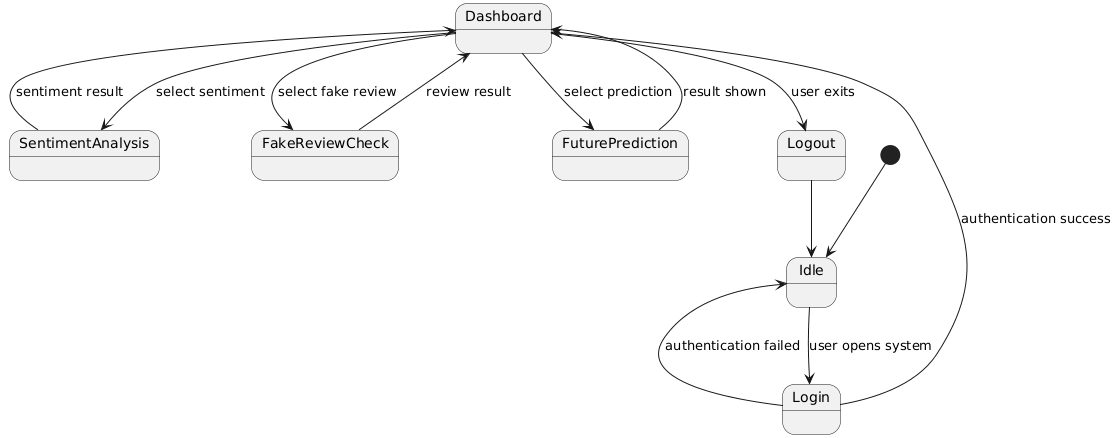 Dashboard
sentiment result
select sentiment
select fake review
review result
select prediction
result shown
user exits
SentimentAnalysis
FakeReviewCheck
FuturePrediction
Logout
authentication success
Idle
authentication failed
user opens system
Login